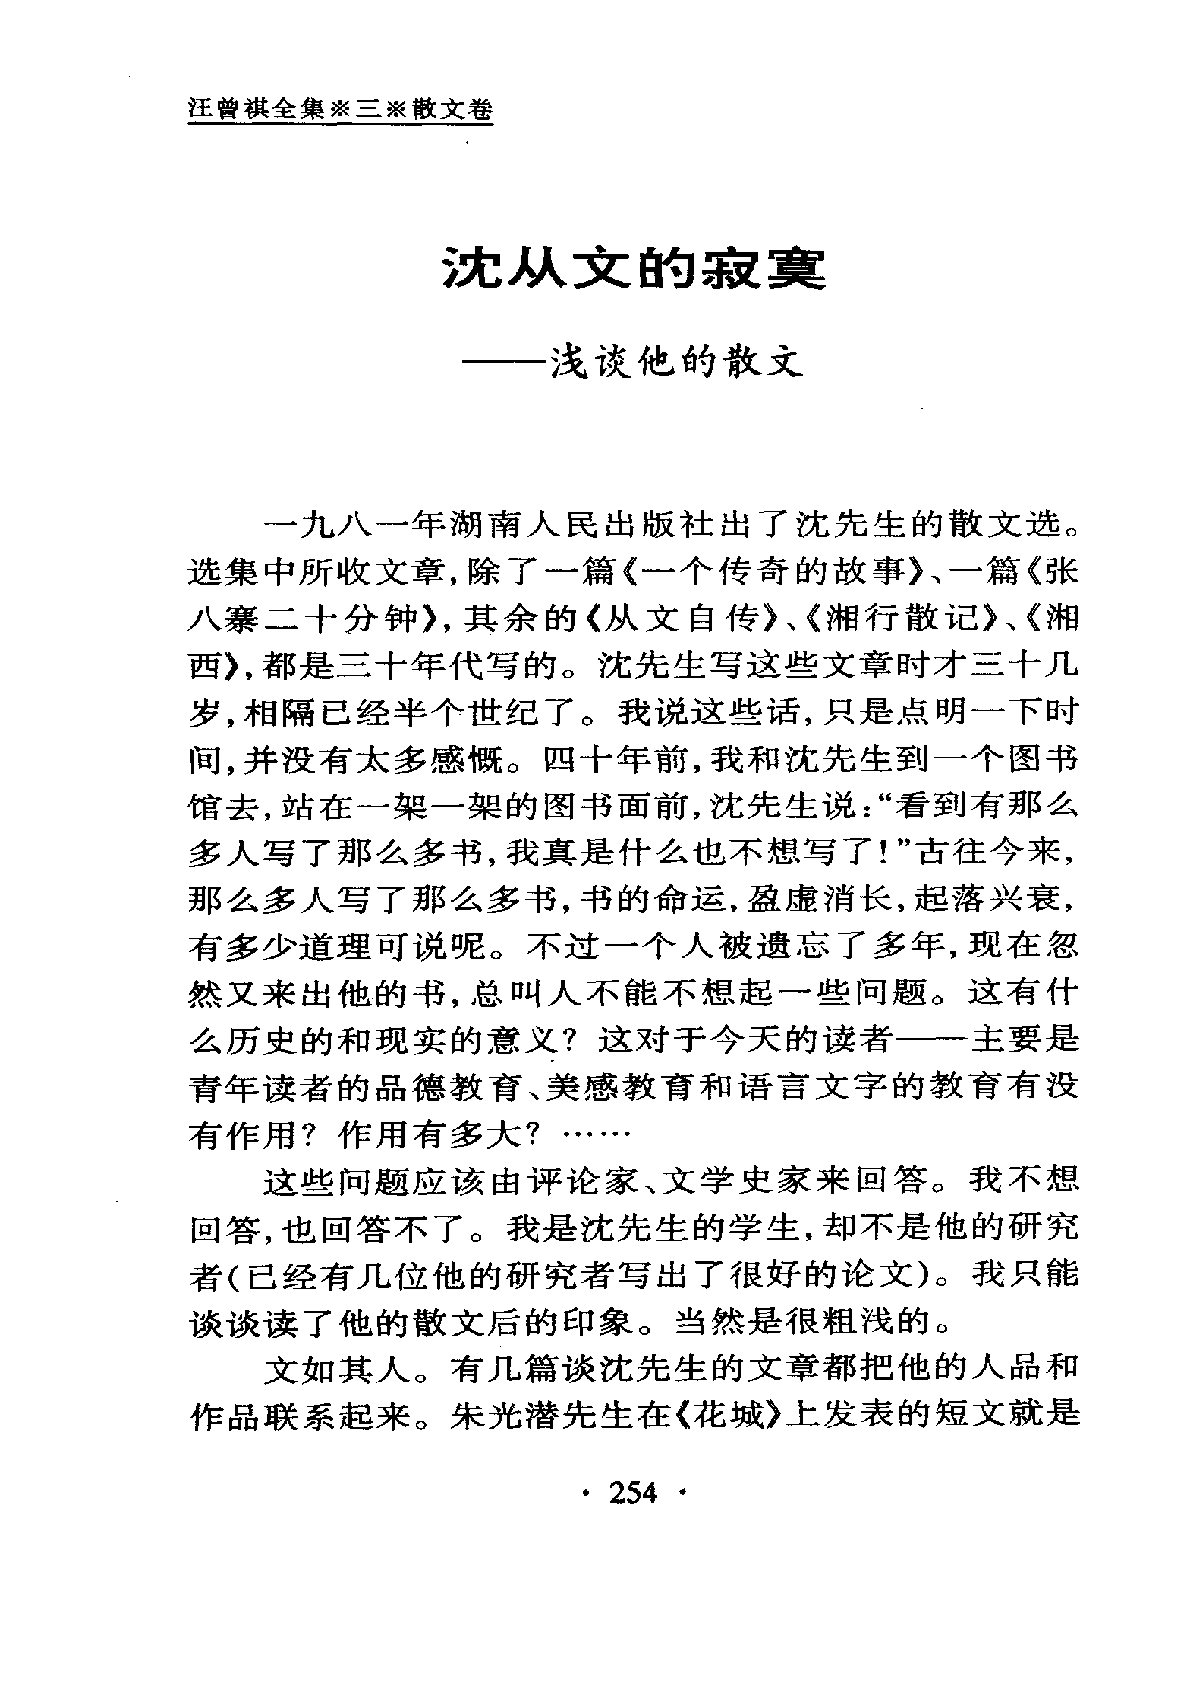 汪曾祺全集※三※散文卷
沈从文的寂寞
——浅谈他的散文
一九八一年湖南人民出版社出了沈先生的散文选。
选集中所收文章,除了一篇《一个传奇的故事》、一篇《张
八寨二十分钟》,其余的《从文自传》、《湘行散记》、《湘
西》,都是三十年代写的。沈先生写这些文章时才三十几
岁,相隔已经半个世纪了。我说这些话,只是点明一下时
间,并没有太多感慨。四十年前,我和沈先生到一个图书
馆去,站在一架一架的图书面前,沈先生说:“看到有那么
多人写了那么多书,我真是什么也不想写了!”古往今来,
那么多人写了那么多书,书的命运,盈虚消长,起落兴衰,
有多少道理可说呢。不过一个人被遗忘了多年,现在忽
然又来出他的书,总叫人不能不想起一些问题。这有什
么历史的和现实的意义?这对于今天的读者——主要是
青年读者的品德教育、美感教育和语言文字的教育有没
有作用?作用有多大?……
这些问题应该由评论家、文学史家来回答。我不想
回答,也回答不了。我是沈先生的学生,却不是他的研究
者(已经有几位他的研究者写出了很好的论文)。我只能
谈谈读了他的散文后的印象。当然是很粗浅的。
文如其人。有几篇谈沈先生的文章都把他的人品和
作品联系起来。朱光潜先生在《花城》上发表的短文就是
· 254 ·